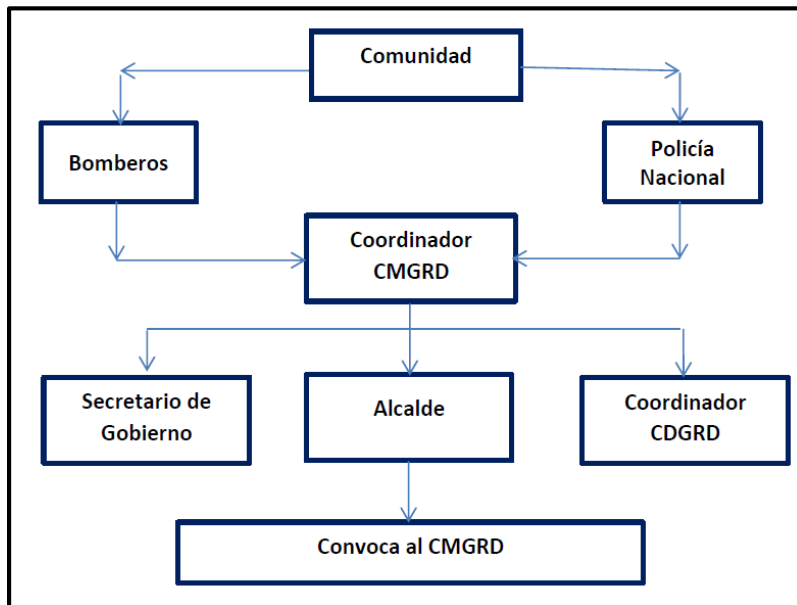 Comunidad
Bomberos
Policía
Nacional
Coordinador
CMGRD
Secretario de
Gobierno
Alcalde
Coordinador
CDGRD
Convoca al CMGRD